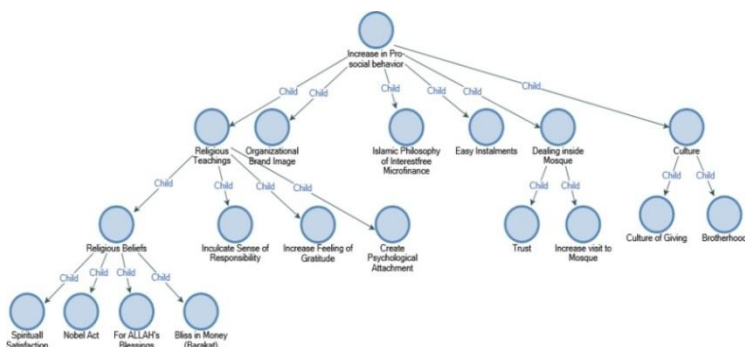 Increase in Pro-
social behavior
Child
Child
Child
Child
Child
Child
Religious
Teachings
Organizational
Brand Image
Islamic Philosophy
of Interestfree
Microfinance
Easy Instalments
Dealing inside
Mosque
Culture
Child
Child
Child
Child
Child
Child
Child
Child
Religious Beliefs
Inculcate Sense of
Responsibility
Increase Feeling of
Gratitude
Create
Psychological
Attachment
Trust
Increase visit to
Mosque
Culture of Giving
Brotherhood
Child
Child
Child
Child
Spirituall
Satisfaction
Nobel Act
For ALLAH's
Blessings
Bliss in Money
(Barakat)